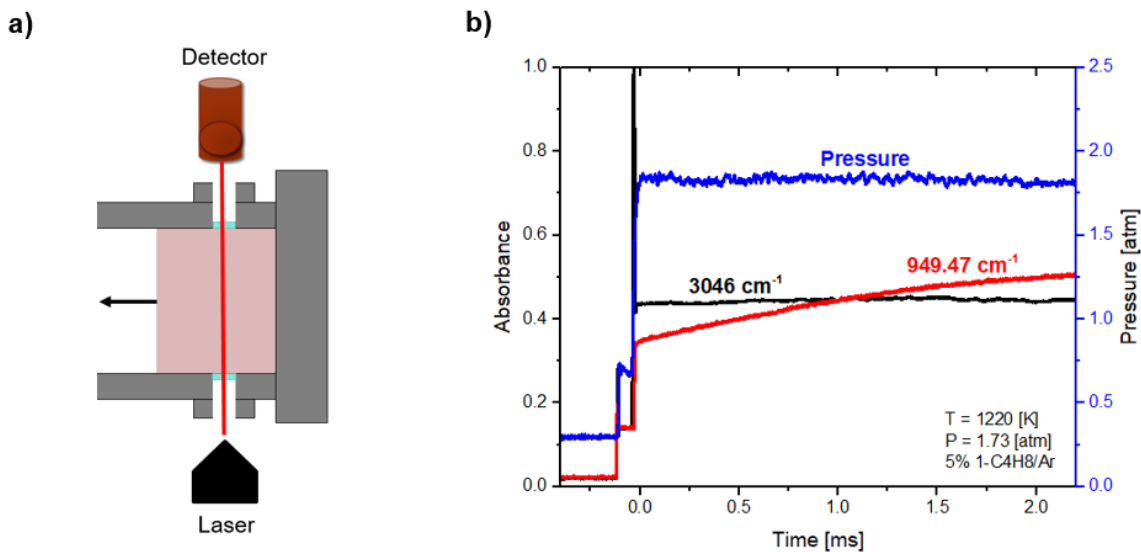 a)
Detector
Laser
b)
Absorbance
1.0
0.8
0.6
0.4
0.2
0.0
Pressure
949.47 cm⁻¹
3046 cm⁻¹
T = 1220 [K]
P = 1.73 [atm]
5% 1-C4H8/Ar
2.5
2.0
1.5
1.0
0.5
0.0
Pressure [atm]
0.0 0.5 1.0 1.5 2.0
Time [ms]